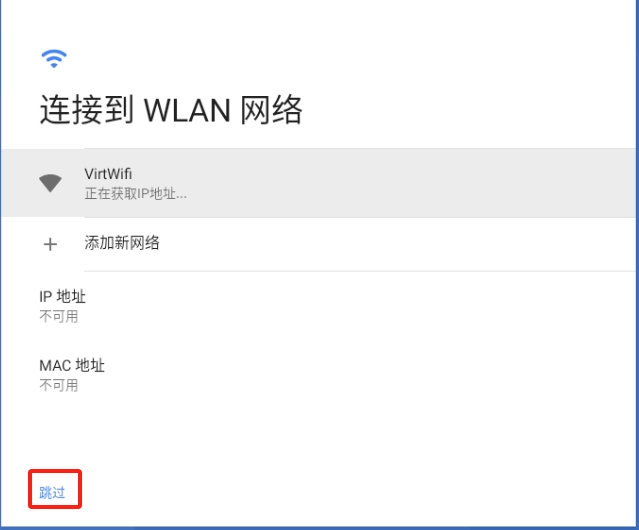 连接到 WLAN 网络
VirtWifi
正在获取IP地址...
添加新网络
IP 地址
不可用
MAC 地址
不可用
跳过